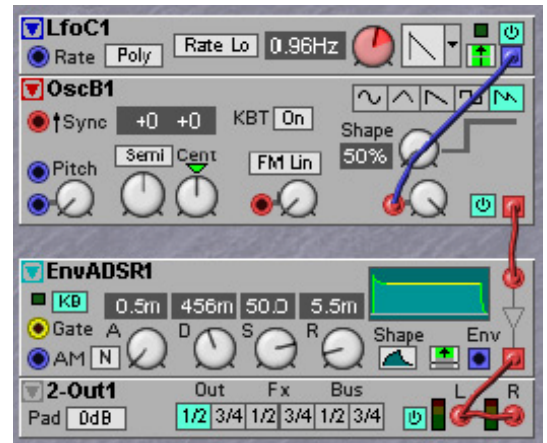 LfoC1
Rate Poly Rate Lo 0.96Hz
OscB1
Sync +0 +0 KBT On
Shape
Semi Cent 50%
Pitch FM Lin
EnvADSR1
KB 0.5m 456m 50.0 5.5m
Gate A D S R Shape Env
AM N
2-Out1 Out Fx Bus L R
Pad 0dB 1/2 3/4 1/2 3/4 1/2 3/4